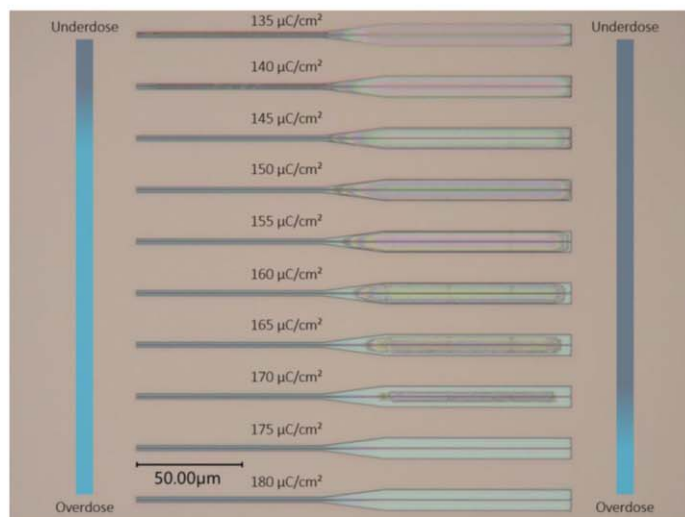 Underdose
135 µC/cm²
Underdose
140 µC/cm²
145 µC/cm²
150 µC/cm²
155 µC/cm²
160 µC/cm²
165 µC/cm²
170 µC/cm²
175 µC/cm²
50.00µm
180 µC/cm²
Overdose
Overdose